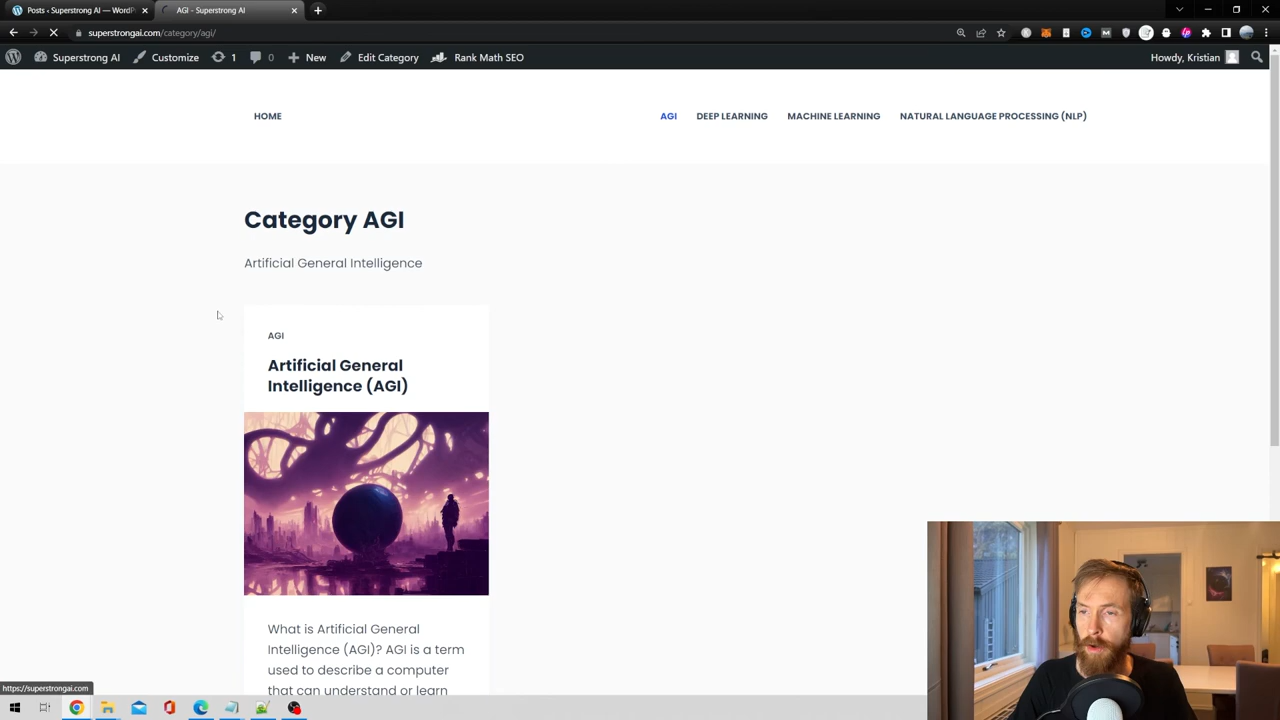 Posts ‹ Superstrong AI — WordPr
AGI - Superstrong AI
superstrongai.com/category/agi/
Superstrong AI
Customize
1
0
New
Edit Category
Rank Math SEO
Howdy, Kristian
HOME
AGI
DEEP LEARNING
MACHINE LEARNING
NATURAL LANGUAGE PROCESSING (NLP)
Category AGI
Artificial General Intelligence
AGI
Artificial General
Intelligence (AGI)
What is Artificial General
Intelligence (AGI)? AGI is a term
used to describe a computer
that can understand or learn
https://superstrongai.com